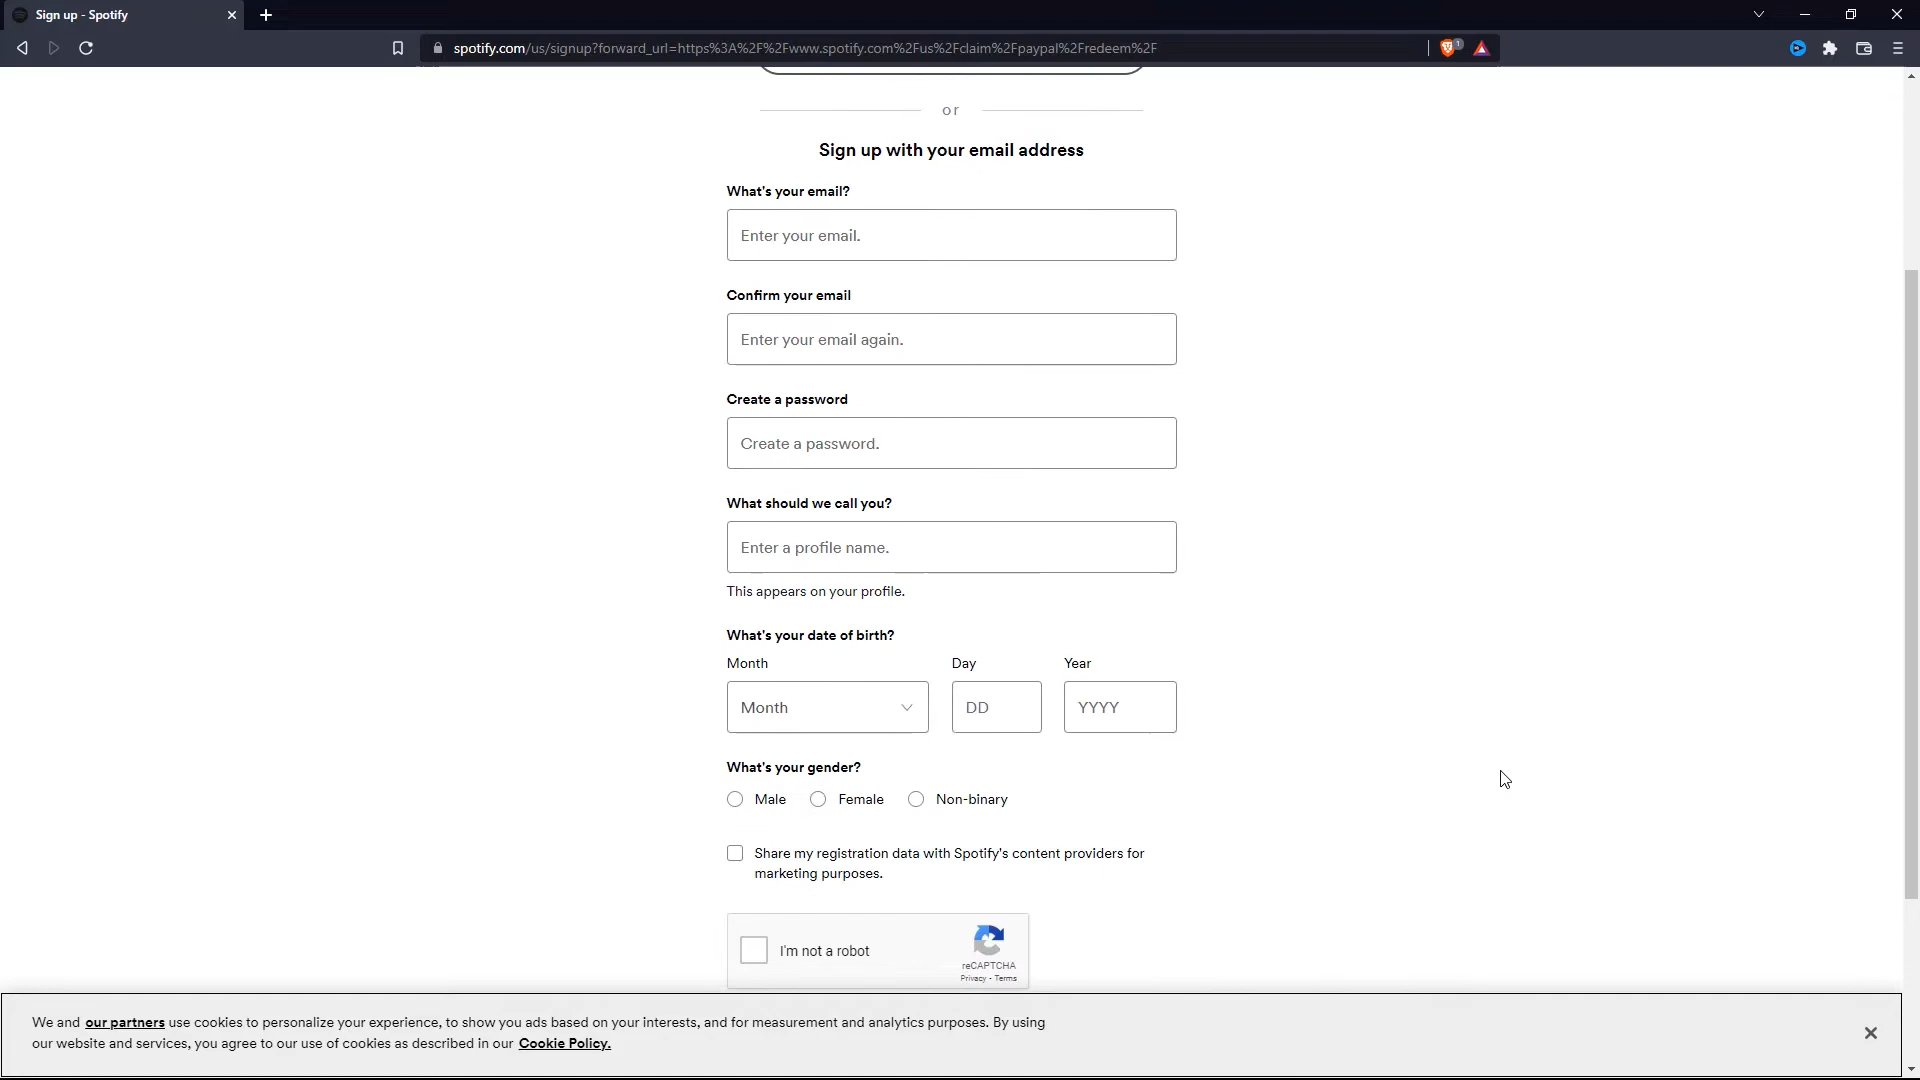 Sign up - Spotify
spotify.com/us/signup?forward_url=https%3A%2F%2Fwww.spotify.com%2Fus%2Fclaim%2Fpaypal%2Fredeem%2F
1
or
Sign up with your email address
What's your email?
Enter your email.
Confirm your email
Enter your email again.
Create a password
Create a password.
What should we call you?
Enter a profile name.
This appears on your profile.
What's your date of birth?
Month Day Year
Month DD YYYY
What's your gender?
Male Female Non-binary
Share my registration data with Spotify's content providers for
marketing purposes.
I'm not a robot
reCAPTCHA
Privacy - Terms
We and our partners use cookies to personalize your experience, to show you ads based on your interests, and for measurement and analytics purposes. By using
our website and services, you agree to our use of cookies as described in our Cookie Policy.